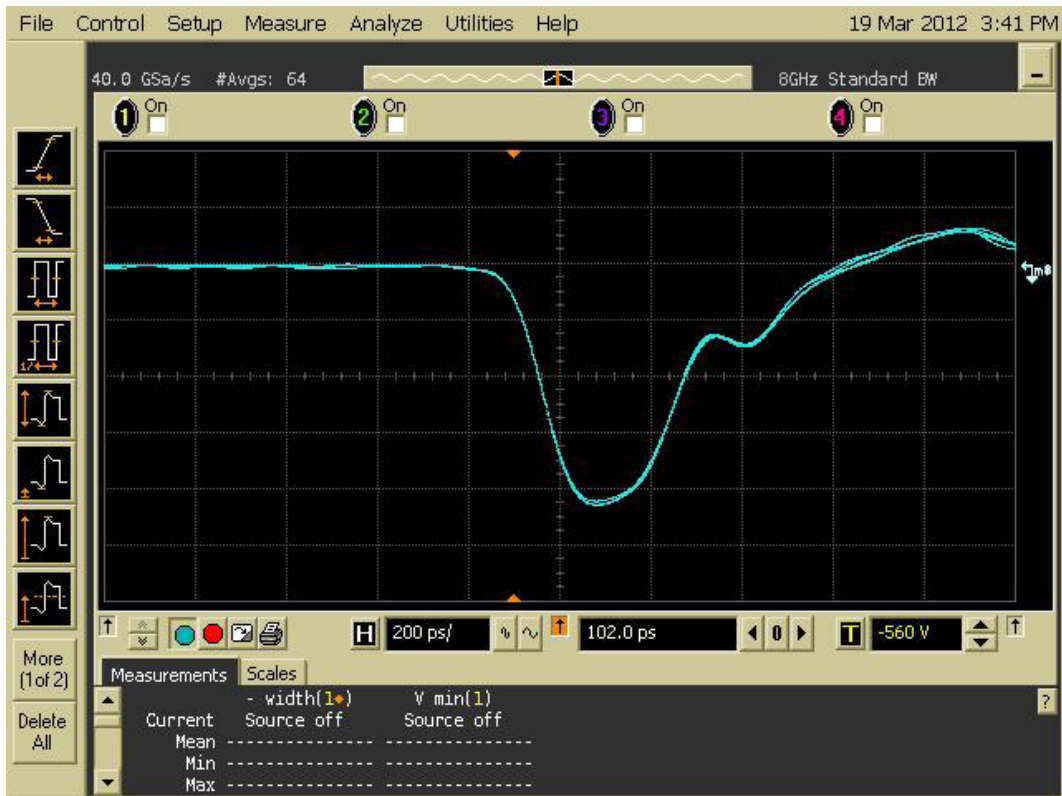 File Control Setup Measure Analyze Utilities Help 19 Mar 2012 3:41 PM
40.0 GSa/s #Avgs: 64 8GHz Standard BW
1 On 2 On 3 On 4 On
m8
H 200 ps/ 102.0 ps 0 T -560 V
More
(1 of 2)
Delete
All
Measurements Scales
- width(1◆) V min(1)
Current Source off Source off
Mean --------------- ---------------
Min --------------- ---------------
Max --------------- ---------------
?